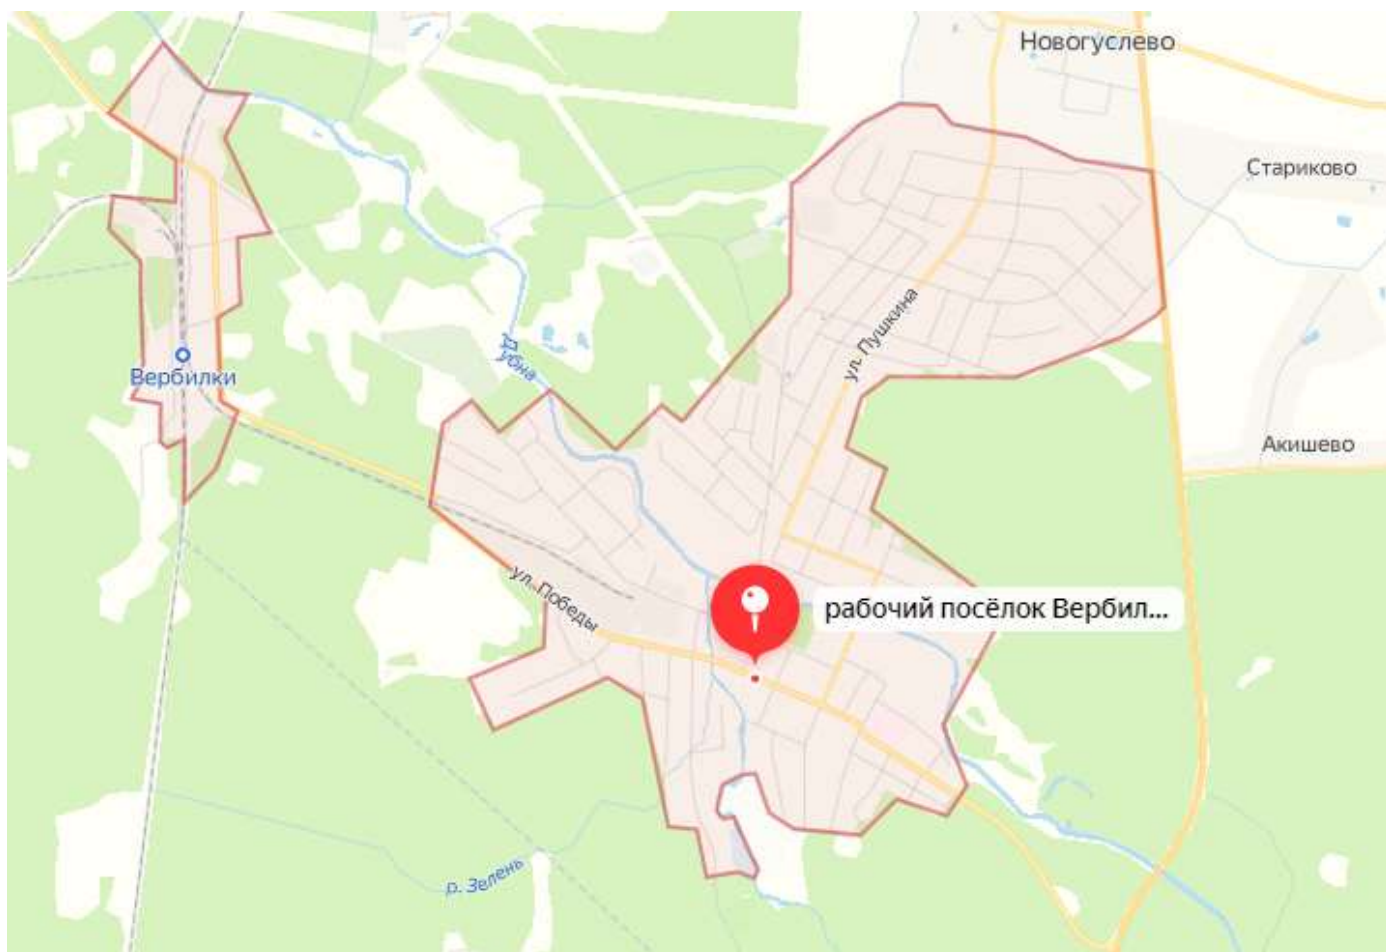 Новогуслево
Стариково
ул. Пушкина
Дубна
Вербилки
Акишево
ул. Победы
рабочий посёлок Вербил...
р. Зелень